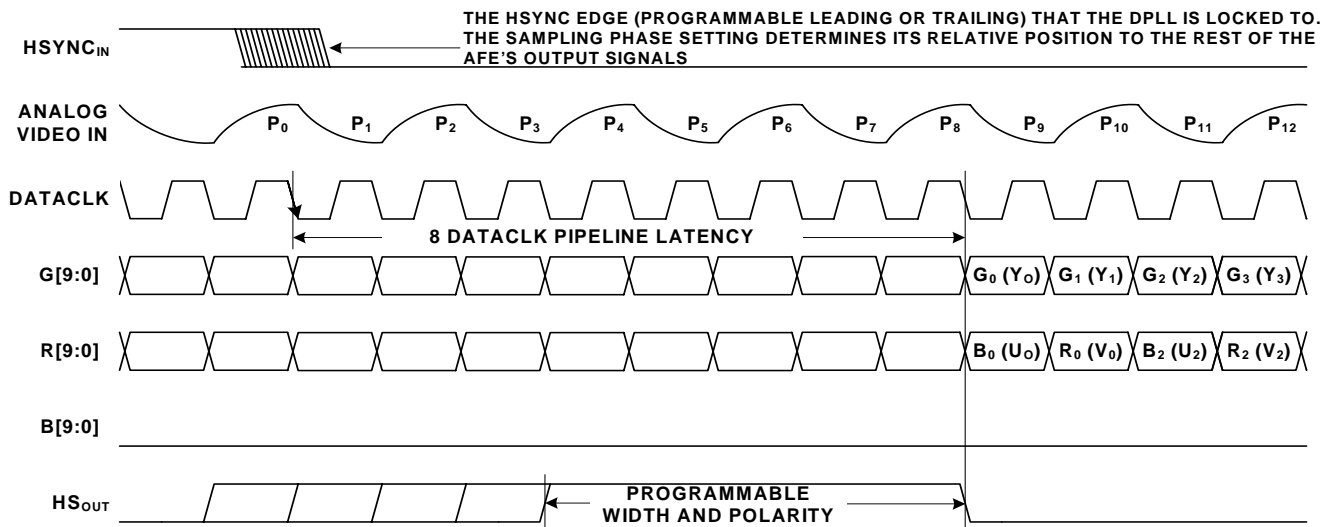 THE HSYNC EDGE (PROGRAMMABLE LEADING OR TRAILING) THAT THE DPLL IS LOCKED TO.
THE SAMPLING PHASE SETTING DETERMINES ITS RELATIVE POSITION TO THE REST OF THE
AFE'S OUTPUT SIGNALS
HSYNCIN
ANALOG
VIDEO IN
P0 P1 P2 P3 P4 P5 P6 P7 P8 P9 P10 P11 P12
DATACLK
8 DATACLK PIPELINE LATENCY
G[9:0]
G0 (YO) G1 (Y1) G2 (Y2) G3 (Y3)
R[9:0]
B0 (UO) R0 (V0) B2 (U2) R2 (V2)
B[9:0]
HSOUT
PROGRAMMABLE
WIDTH AND POLARITY